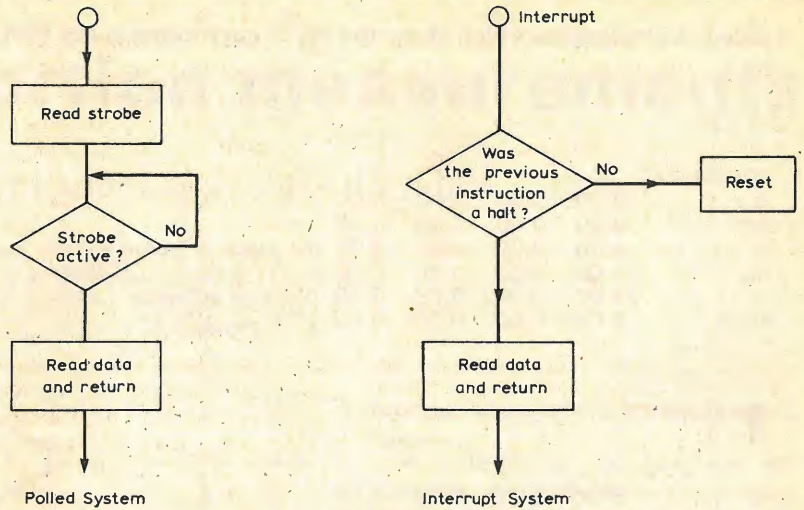 Read strobe
Strobe
active?
No
Read data
and return
Polled System
Interrupt
Was
the previous
instruction
a halt?
No
Reset
Read data
and return
Interrupt System